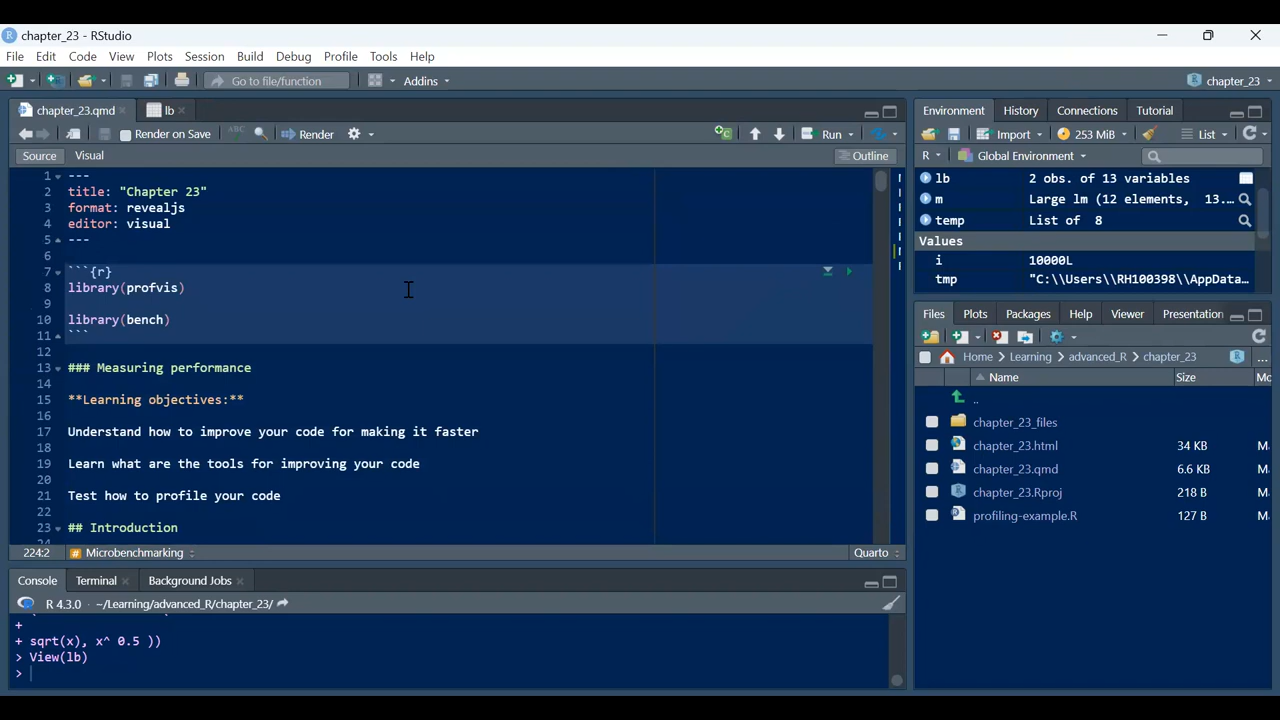 chapter_23 - RStudio
File Edit Code View Plots Session Build Debug Profile Tools Help
Go to file/function Addins chapter_23
chapter_23.qmd lb
Render on Save ABC Render Run
Source Visual Outline
1 ---
2 title: "Chapter 23"
3 format: revealjs
4 editor: visual
5 ---
6
7 ```{r}
8 library(profvis)
9
10 library(bench)
11 ```
12
13 ### Measuring performance
14
15 **Learning objectives:**
16
17 Understand how to improve your code for making it faster
18
19 Learn what are the tools for improving your code
20
21 Test how to profile your code
22
23 ## Introduction
24
224:2 # Microbenchmarking Quarto
Console Terminal Background Jobs
R 4.3.0 · ~/Learning/advanced_R/chapter_23/
+
+ sqrt(x), x^ 0.5 ))
> View(lb)
>
Environment History Connections Tutorial
Import 253 MiB List
R Global Environment
lb 2 obs. of 13 variables
m Large lm (12 elements, 13...
temp List of 8
Values
i 10000L
tmp "C:\\Users\\RH100398\\AppData...
Files Plots Packages Help Viewer Presentation
Home Learning advanced_R chapter_23 ...
Name Size Mo
..
chapter_23_files
chapter_23.html 34 KB M
chapter_23.qmd 6.6 KB M
chapter_23.Rproj 218 B M
profiling-example.R 127 B M